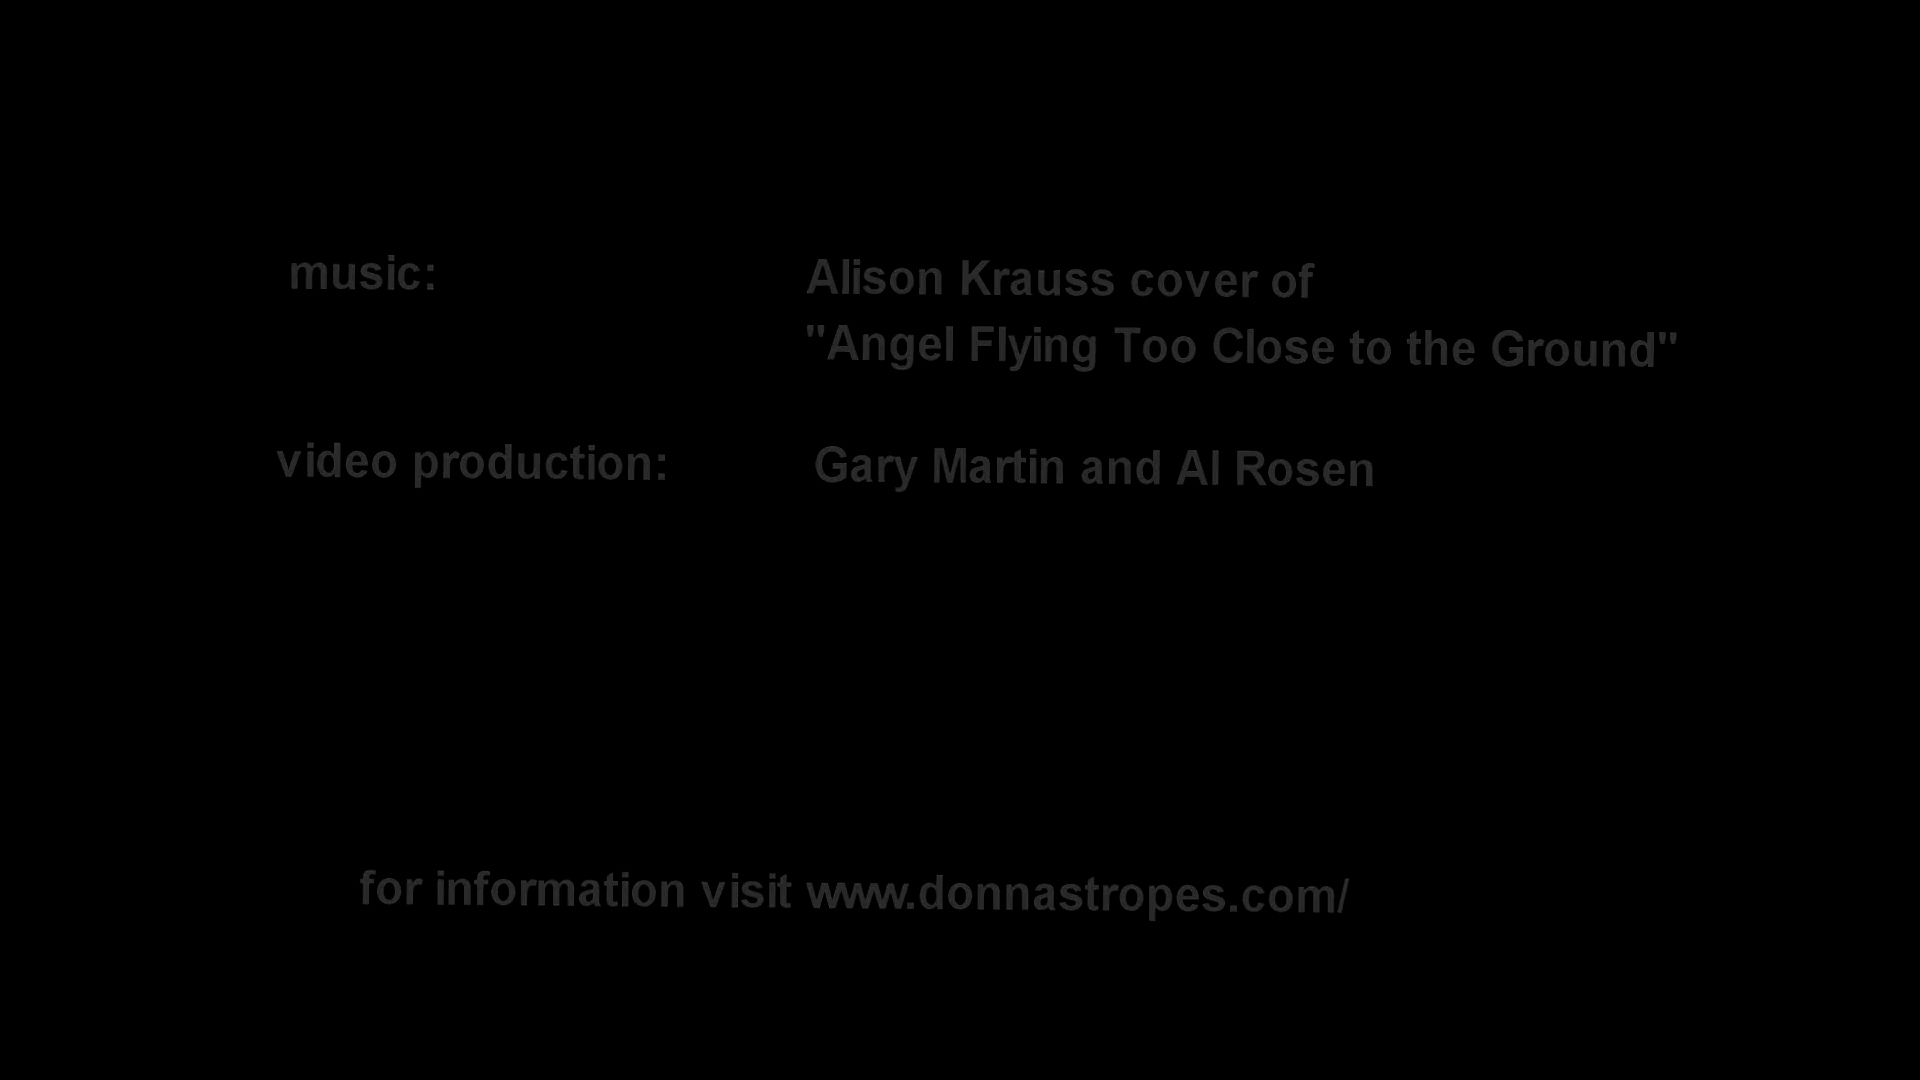 music: Alison Krauss cover of
"Angel Flying Too Close to the Ground"
video production: Gary Martin and Al Rosen
for information visit www.donnastropes.com/